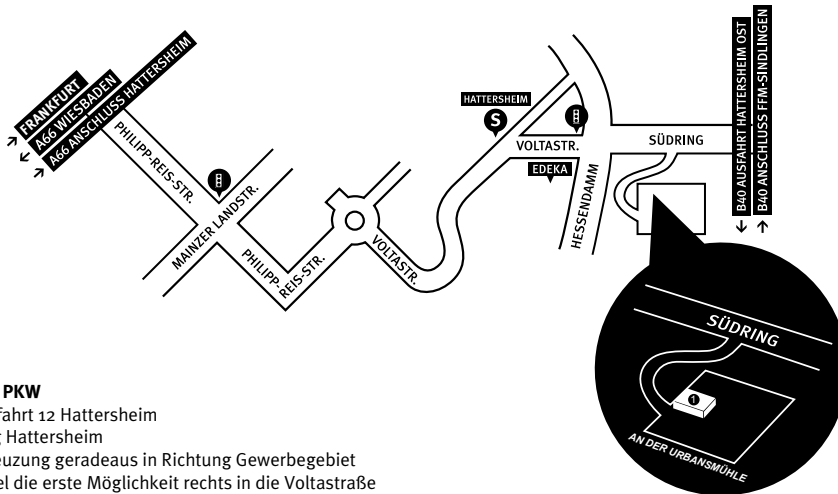 FRANKFURT
A66 WIESBADEN
A66 ANSCHLUSS HATTERSHEIM
PHILIPP-REIS-STR.
MAINZER LANDSTR.
PHILIPP-
REIS-STR.
VOLTASTR.
HATTERSHEIM
S
VOLTASTR.
EDEKA
HESSENDAMM
SÜDRING
B40 AUSFAHRT HATTERSHEIM OST
B40 ANSCHLUSS FFM-SINDLINGEN
SÜDRING
1
AN DER URBANSMÜHLE
PKW
fahrt 12 Hattersheim
g Hattersheim
euzung geradeaus in Richtung Gewerbegebiet
el die erste Möglichkeit rechts in die Voltastraße